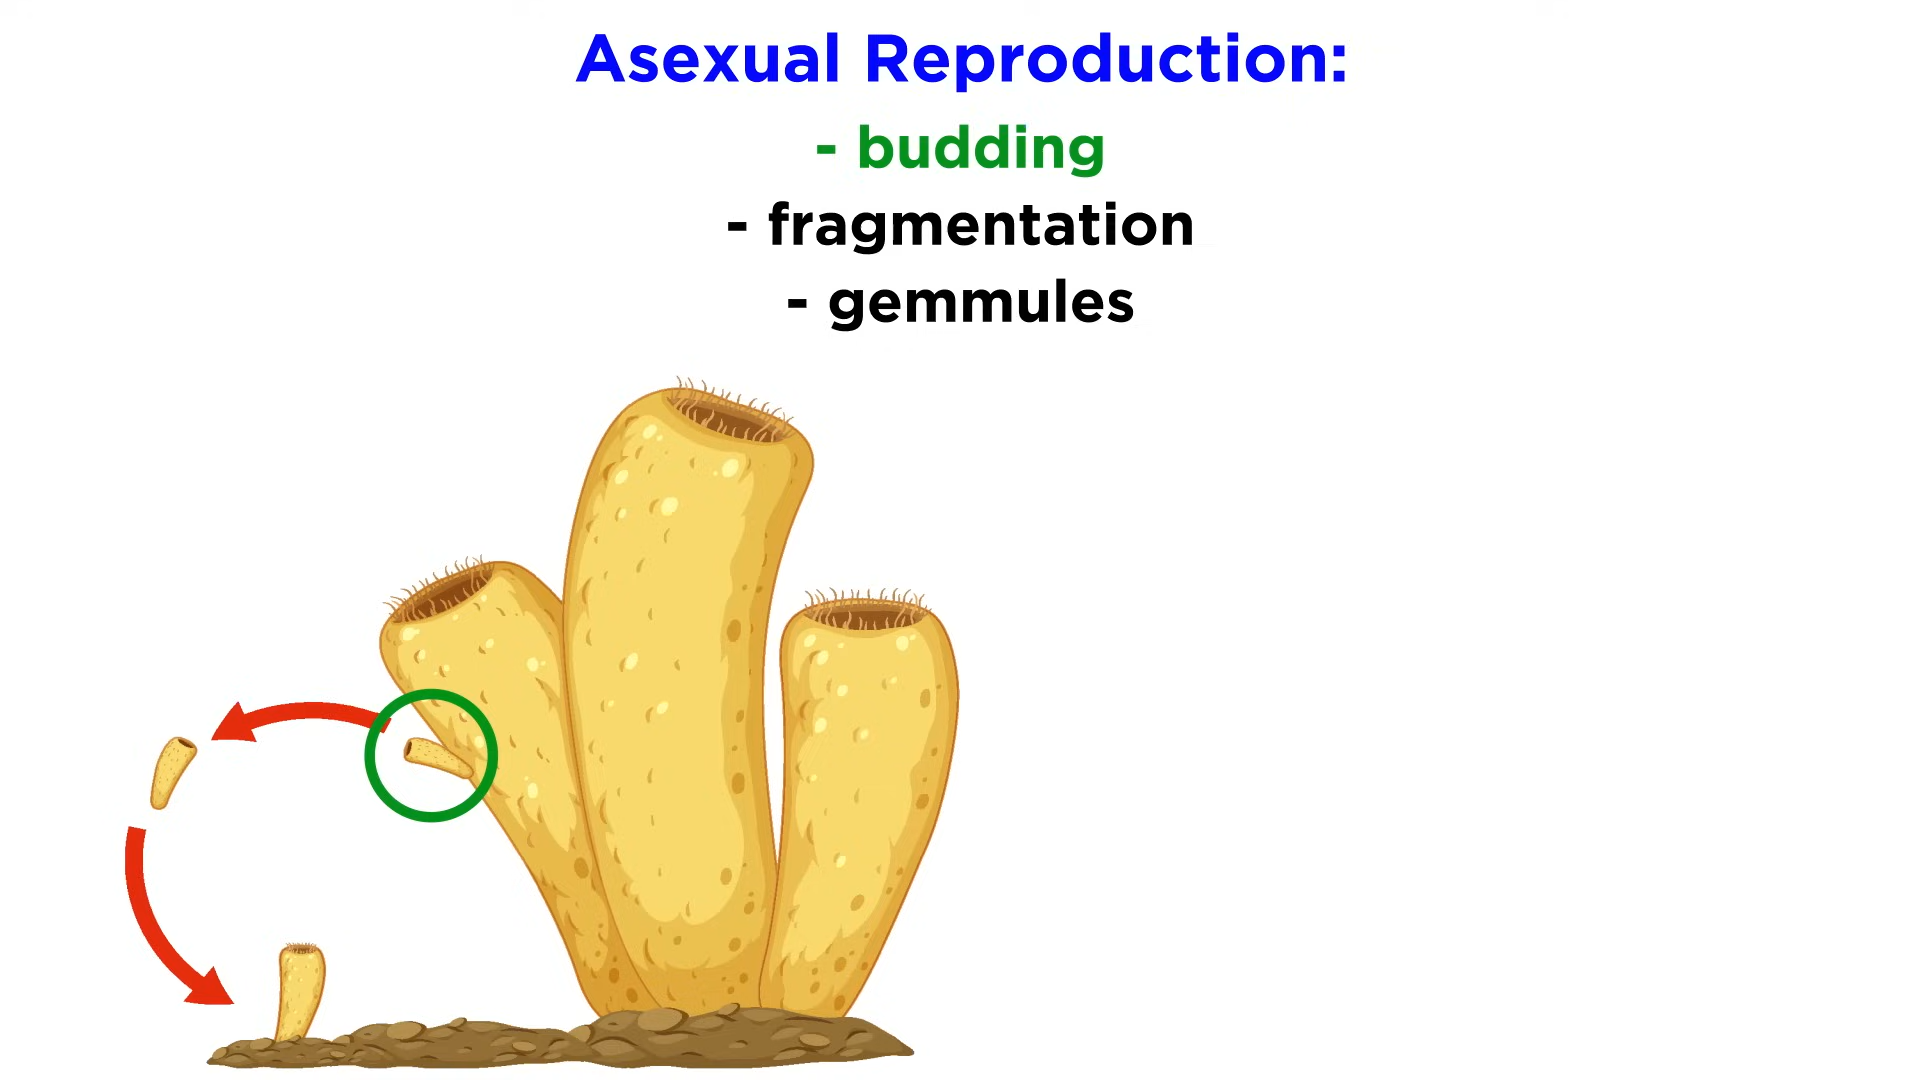 Asexual Reproduction:
- budding
- fragmentation
- gemmules